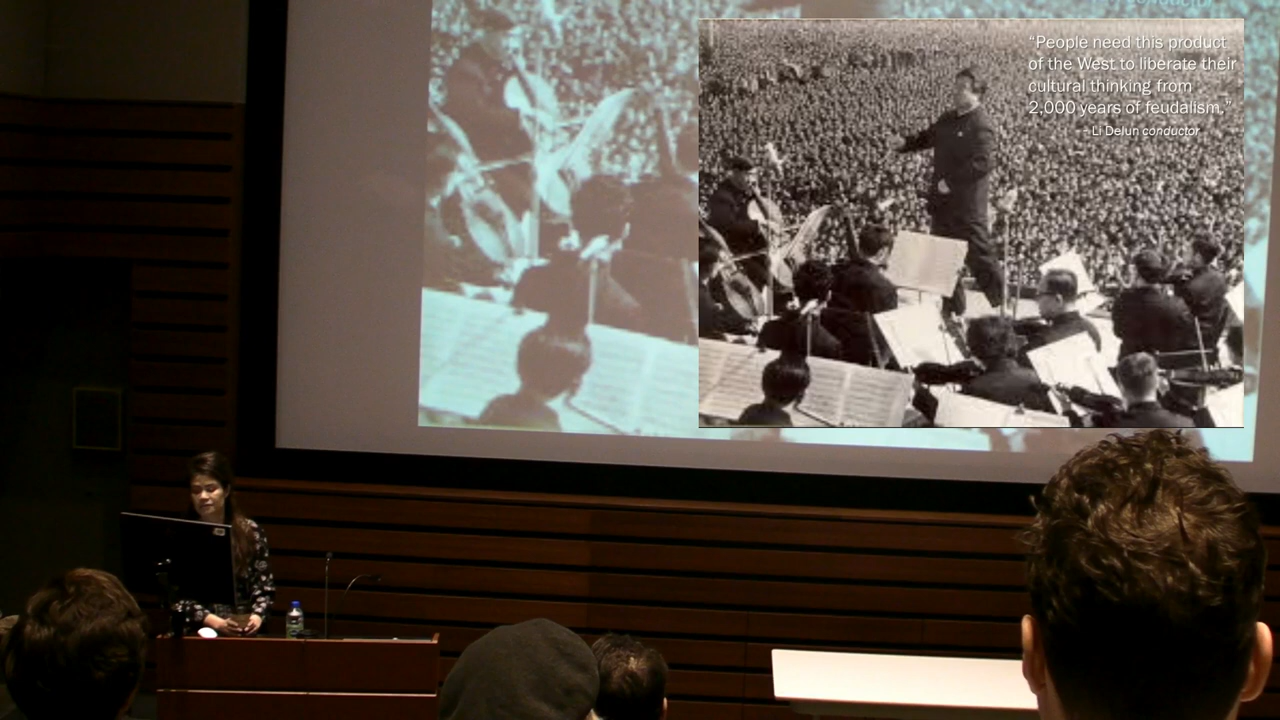 “People need this product
of the West to liberate their
cultural thinking from
2,000 years of feudalism.”
– Li Delun conductor